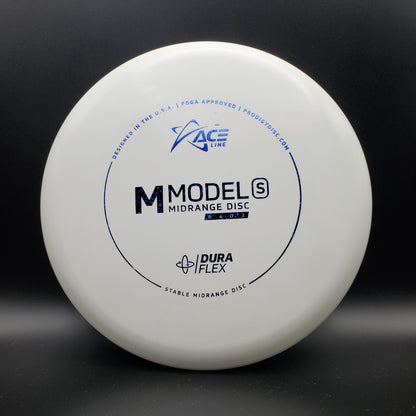 DESIGNED IN THE U.S.A. | PDGA APPROVED | PRODIGYDISC.COM
ACE
LINE
M MODEL S
MIDRANGE DISC
DURA
FLEX
STABLE MIDRANGE DISC